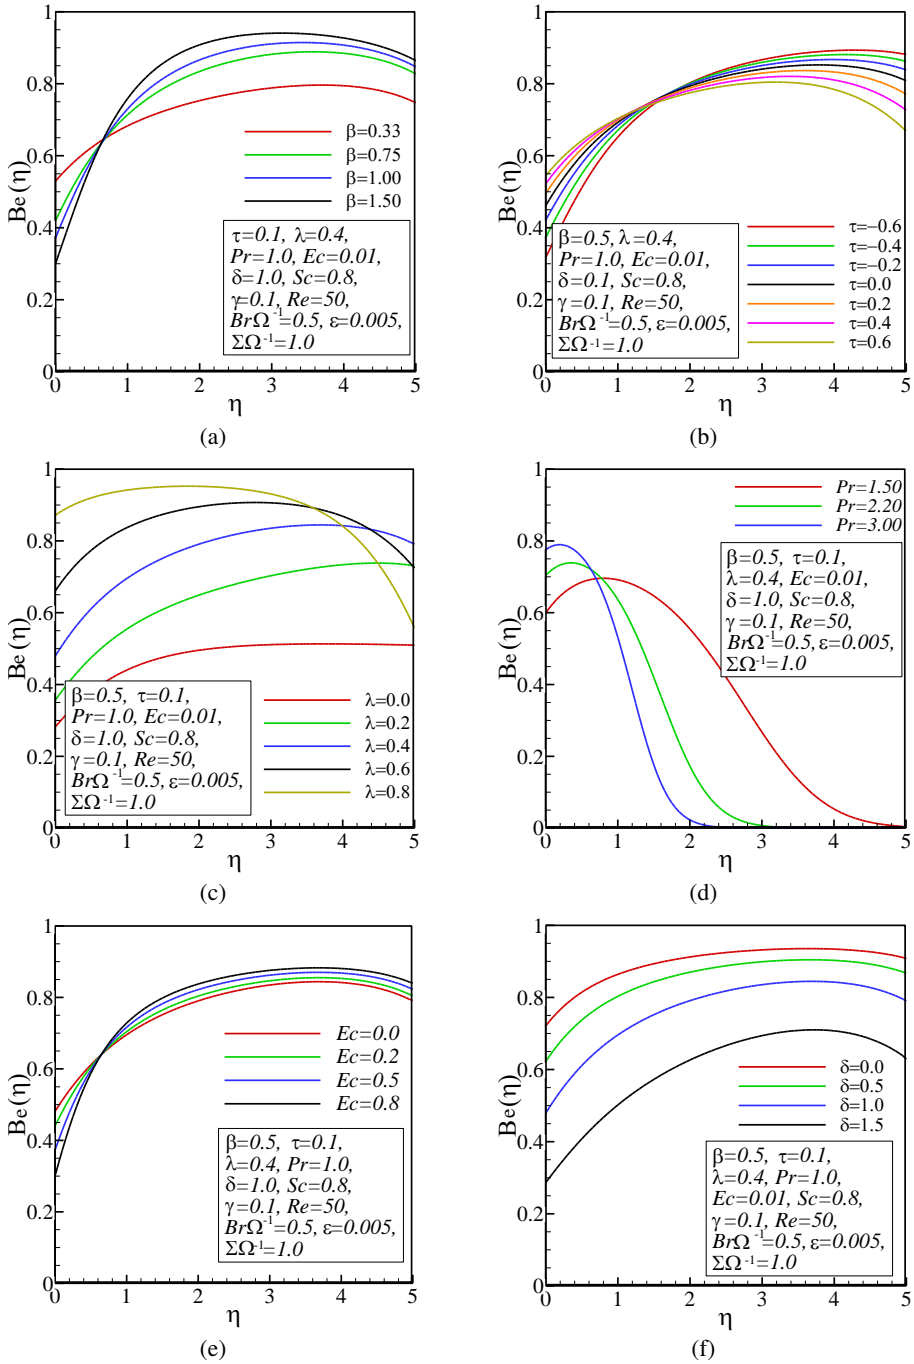 1
0.8
0.6
0.4
0.2
0
Be(η)
β=0.33
β=0.75
β=1.00
β=1.50
τ=0.1, λ=0.4,
Pr=1.0, Ec=0.01,
δ=1.0, Sc=0.8,
γ=0.1, Re=50,
BrΩ⁻¹=0.5, ε=0.005,
ΣΩ⁻¹=1.0
0 1 2 3 4 5
η
(a)
1
0.8
0.6
0.4
0.2
0
Be(η)
β=0.5, λ=0.4,
Pr=1.0, Ec=0.01,
δ=0.1, Sc=0.8,
γ=0.1, Re=50,
BrΩ⁻¹=0.5, ε=0.005,
ΣΩ⁻¹=1.0
τ=−0.6
τ=−0.4
τ=−0.2
τ=0.0
τ=0.2
τ=0.4
τ=0.6
0 1 2 3 4 5
η
(b)
1
0.8
0.6
0.4
0.2
0
Be(η)
β=0.5, τ=0.1,
Pr=1.0, Ec=0.01,
δ=1.0, Sc=0.8,
γ=0.1, Re=50,
BrΩ⁻¹=0.5, ε=0.005,
ΣΩ⁻¹=1.0
λ=0.0
λ=0.2
λ=0.4
λ=0.6
λ=0.8
0 1 2 3 4 5
η
(c)
1
0.8
0.6
0.4
0.2
0
Be(η)
Pr=1.50
Pr=2.20
Pr=3.00
β=0.5, τ=0.1,
λ=0.4, Ec=0.01,
δ=1.0, Sc=0.8,
γ=0.1, Re=50,
BrΩ⁻¹=0.5, ε=0.005,
ΣΩ⁻¹=1.0
0 1 2 3 4 5
η
(d)
1
0.8
0.6
0.4
0.2
0
Be(η)
Ec=0.0
Ec=0.2
Ec=0.5
Ec=0.8
β=0.5, τ=0.1,
λ=0.4, Pr=1.0,
δ=1.0, Sc=0.8,
γ=0.1, Re=50,
BrΩ⁻¹=0.5, ε=0.005,
ΣΩ⁻¹=1.0
0 1 2 3 4 5
η
(e)
1
0.8
0.6
0.4
0.2
0
Be(η)
δ=0.0
δ=0.5
δ=1.0
δ=1.5
β=0.5, τ=0.1,
λ=0.4, Pr=1.0,
Ec=0.01, Sc=0.8,
γ=0.1, Re=50,
BrΩ⁻¹=0.5, ε=0.005,
ΣΩ⁻¹=1.0
0 1 2 3 4 5
η
(f)